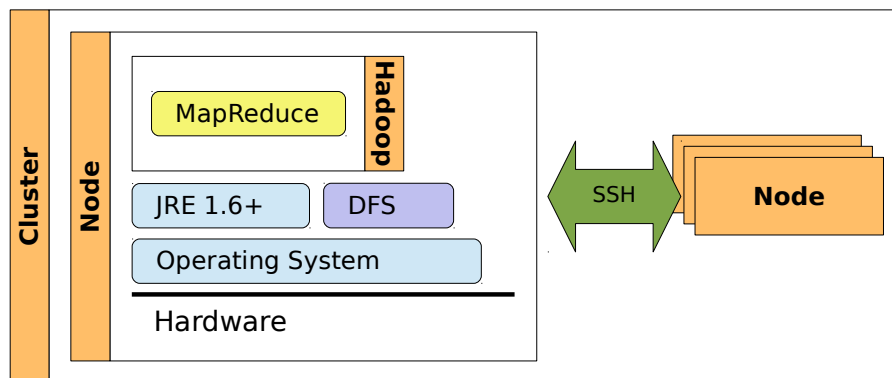 Cluster
Node
Hadoop
MapReduce
JRE 1.6+
DFS
Operating System
Hardware
SSH
Node